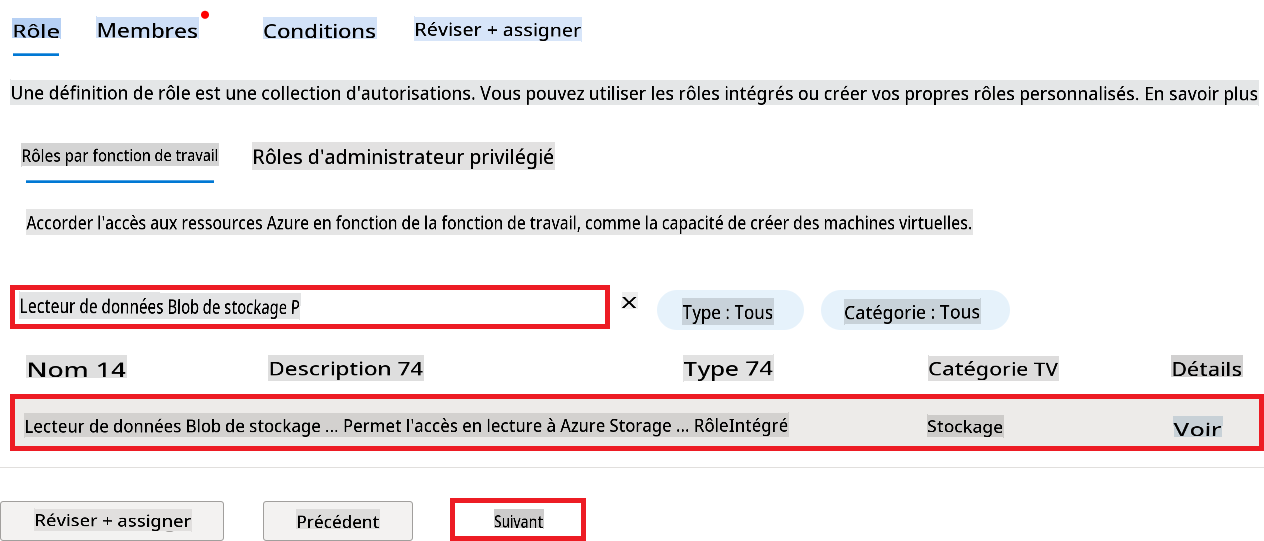 Rôle Membres Conditions Réviser + assigner
Une définition de rôle est une collection d'autorisations. Vous pouvez utiliser les rôles intégrés ou créer vos propres rôles personnalisés. En savoir plus
Rôles par fonction de travail Rôles d'administrateur privilégié
Accorder l'accès aux ressources Azure en fonction de la fonction de travail, comme la capacité de créer des machines virtuelles.
Lecteur de données Blob de stockage P × Type : Tous Catégorie : Tous
Nom 14 Description 74 Type 74 Catégorie TV Détails
Lecteur de données Blob de stockage ... Permet l'accès en lecture à Azure Storage ... RôleIntégré Stockage Voir
Réviser + assigner Précédent Suivant